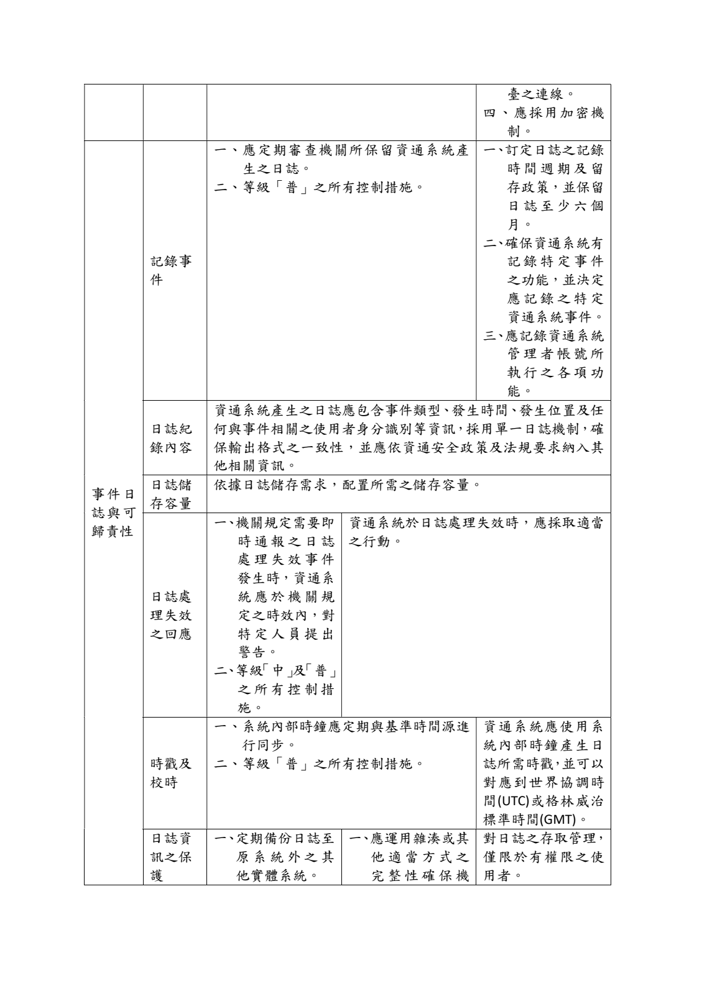 臺之連線。
四、應採用加密機
制。
事件日
誌與可
歸責性
記錄事
件
一、應定期審查機關所保留資通系統產
生之日誌。
二、等級「普」之所有控制措施。
一、訂定日誌之記錄
時間週期及留
存政策，並保留
日誌至少六個
月。
二、確保資通系統有
記錄特定事件
之功能，並決定
應記錄之特定
資通系統事件。
三、應記錄資通系統
管理者帳號所
執行之各項功
能。
日誌紀
錄內容
資通系統產生之日誌應包含事件類型、發生時間、發生位置及任
何與事件相關之使用者身分識別等資訊，採用單一日誌機制，確
保輸出格式之一致性，並應依資通安全政策及法規要求納入其
他相關資訊。
日誌儲
存容量
依據日誌儲存需求，配置所需之儲存容量。
日誌處
理失效
之回應
一、機關規定需要即
時通報之日誌
處理失效事件
發生時，資通系
統應於機關規
定之時效內，對
特定人員提出
警告。
二、等級「中」及「普」
之所有控制措
施。
資通系統於日誌處理失效時，應採取適當
之行動。
時戳及
校時
一、系統內部時鐘應定期與基準時間源進
行同步。
二、等級「普」之所有控制措施。
資通系統應使用系
統內部時鐘產生日
誌所需時戳，並可以
對應到世界協調時
間(UTC)或格林威治
標準時間(GMT)。
日誌資
訊之保
護
一、定期備份日誌至
原系統外之其
他實體系統。
一、應運用雜湊或其
他適當方式之
完整性確保機
對日誌之存取管理，
僅限於有權限之使
用者。